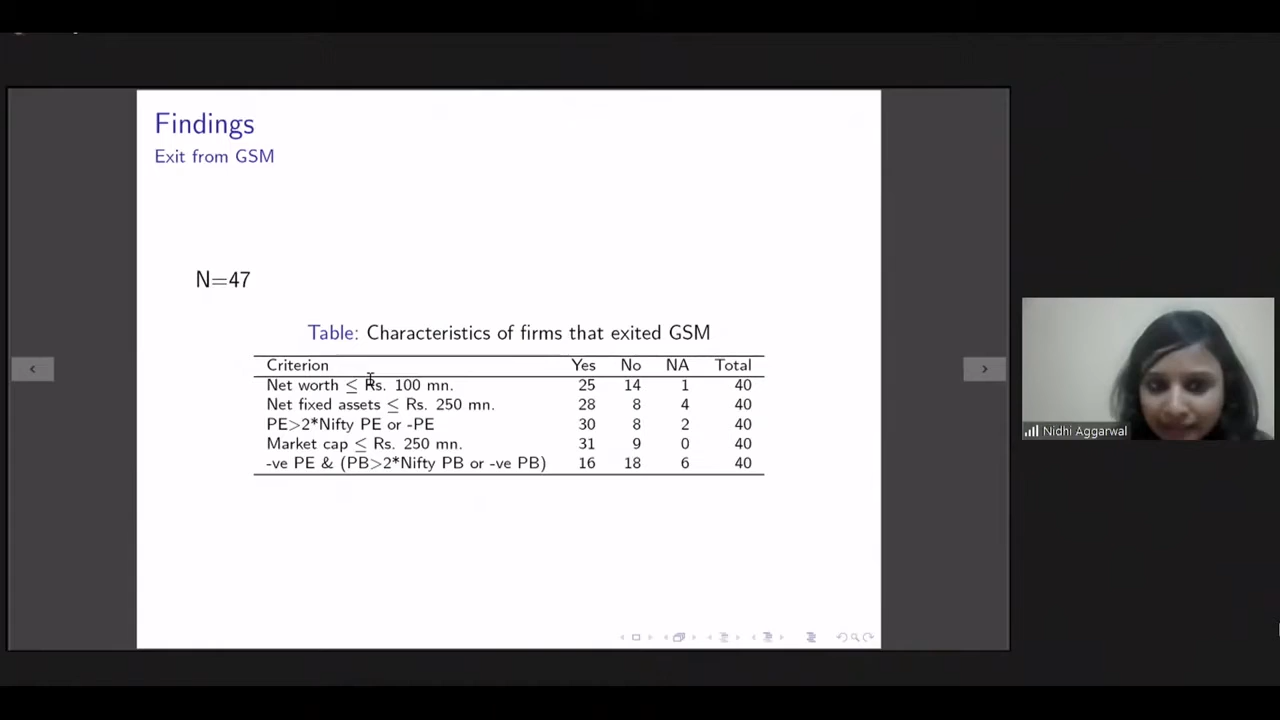 Findings
Exit from GSM
N=47
Table: Characteristics of firms that exited GSM
Criterion Yes No NA Total
Net worth ≤ Rs. 100 mn. 25 14 1 40
Net fixed assets ≤ Rs. 250 mn. 28 8 4 40
PE>2*Nifty PE or -PE 30 8 2 40
Market cap ≤ Rs. 250 mn. 31 9 0 40
-ve PE & (PB>2*Nifty PB or -ve PB) 16 18 6 40
Nidhi Aggarwal